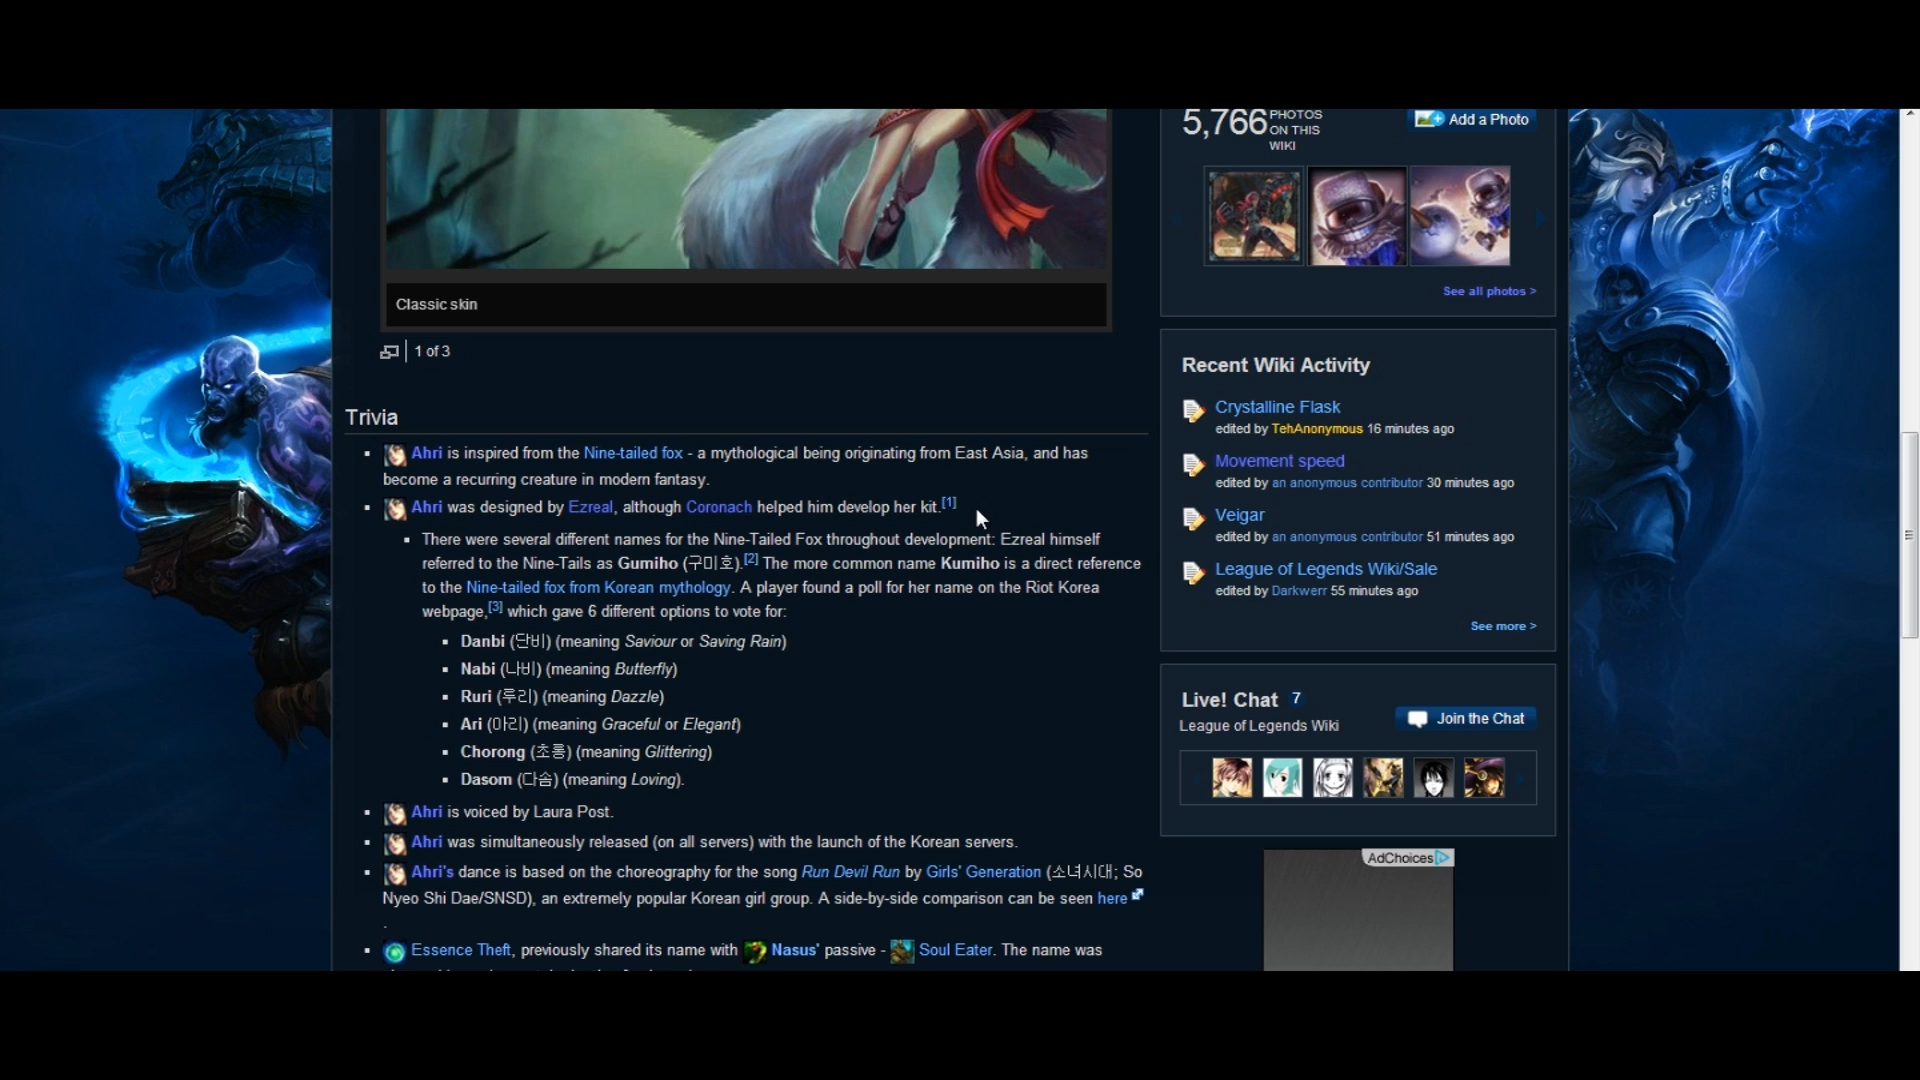 5,766 PHOTOS
ON THIS
WIKI
Add a Photo
See all photos >
Classic skin
1 of 3
Trivia
Ahri is inspired from the Nine-tailed fox - a mythological being originating from East Asia, and has
become a recurring creature in modern fantasy.
Ahri was designed by Ezreal, although Coronach helped him develop her kit.[1]
There were several different names for the Nine-Tailed Fox throughout development: Ezreal himself
referred to the Nine-Tails as Gumiho (구미호).[2] The more common name Kumiho is a direct reference
to the Nine-tailed fox from Korean mythology. A player found a poll for her name on the Riot Korea
webpage,[3] which gave 6 different options to vote for:
Danbi (단비) (meaning Saviour or Saving Rain)
Nabi (나비) (meaning Butterfly)
Ruri (루리) (meaning Dazzle)
Ari (아리) (meaning Graceful or Elegant)
Chorong (초롱) (meaning Glittering)
Dasom (다솜) (meaning Loving).
Ahri is voiced by Laura Post.
Ahri was simultaneously released (on all servers) with the launch of the Korean servers.
Ahri's dance is based on the choreography for the song Run Devil Run by Girls' Generation (소녀시대; So
Nyeo Shi Dae/SNSD), an extremely popular Korean girl group. A side-by-side comparison can be seen here
.
Essence Theft, previously shared its name with Nasus' passive - Soul Eater. The name was
Recent Wiki Activity
Crystalline Flask
edited by TehAnonymous 16 minutes ago
Movement speed
edited by an anonymous contributor 30 minutes ago
Veigar
edited by an anonymous contributor 51 minutes ago
League of Legends Wiki/Sale
edited by Darkwerr 55 minutes ago
See more >
Live! Chat 7
League of Legends Wiki
Join the Chat
AdChoices